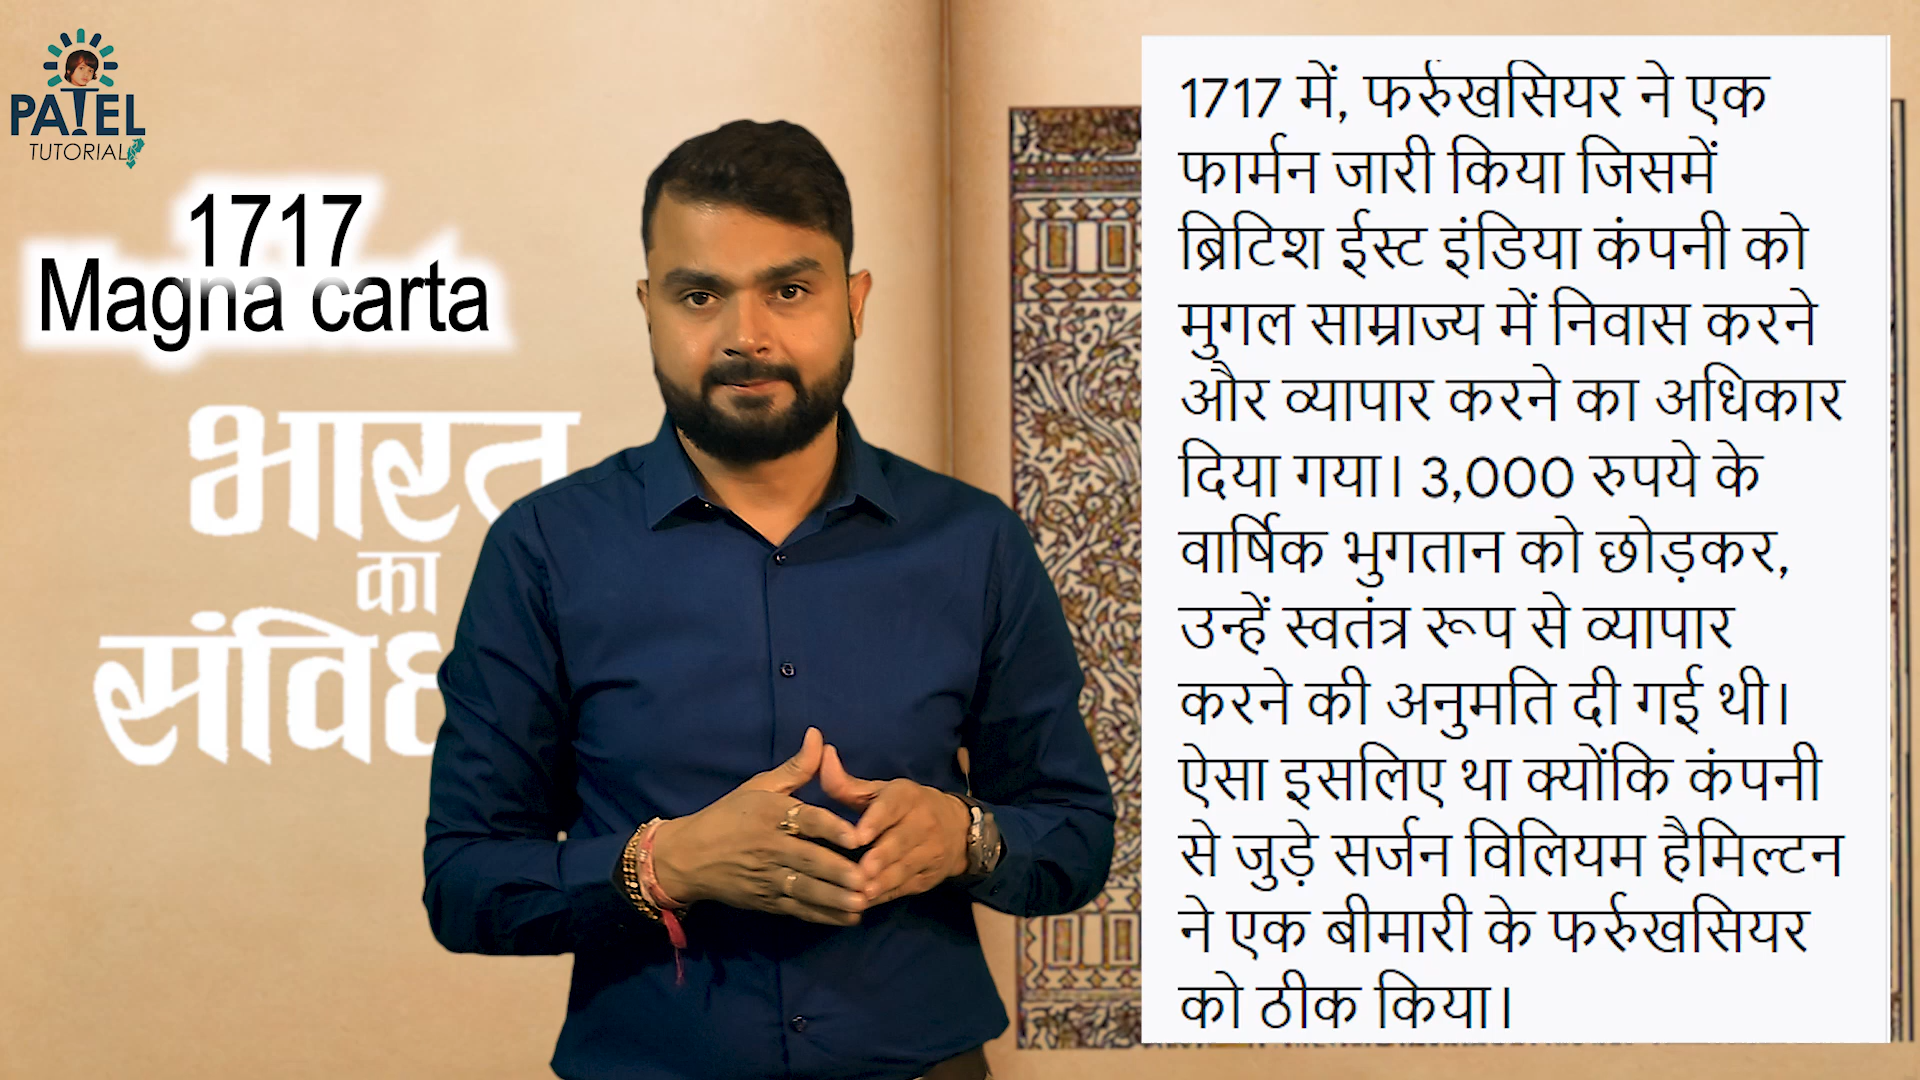 PATEL
TUTORIAL
1717
Magna carta
भारत
का
1717 में, फर्रुखसियर ने एक
फार्मन जारी किया जिसमें
ब्रिटिश ईस्ट इंडिया कंपनी को
मुगल साम्राज्य में निवास करने
और व्यापार करने का अधिकार
दिया गया। 3,000 रुपये के
वार्षिक भुगतान को छोड़कर,
उन्हें स्वतंत्र रूप से व्यापार
करने की अनुमति दी गई थी।
ऐसा इसलिए था क्योंकि कंपनी
से जुड़े सर्जन विलियम हैमिल्टन
ने एक बीमारी के फर्रुखसियर
को ठीक किया।